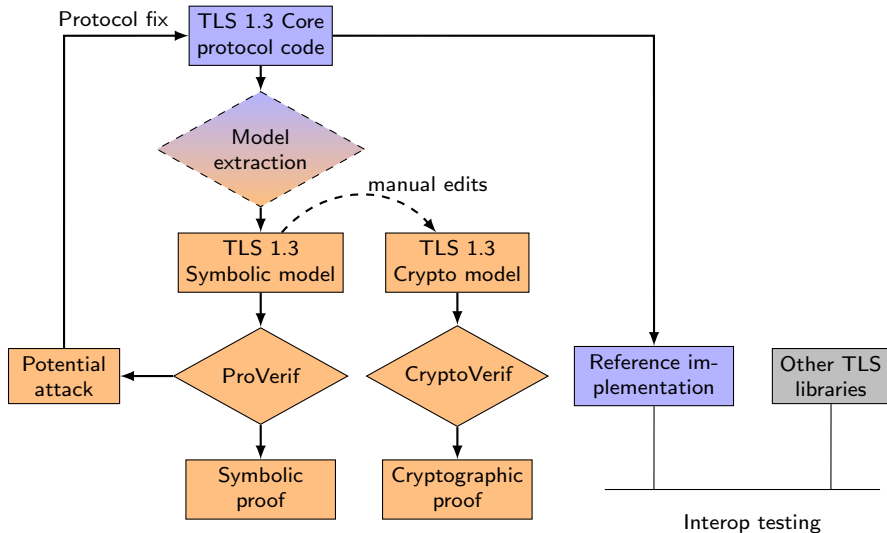 Protocol fix
TLS 1.3 Core
protocol code
Model
extraction
manual edits
TLS 1.3
Symbolic model
TLS 1.3
Crypto model
Potential
attack
ProVerif
CryptoVerif
Reference im-
plementation
Other TLS
libraries
Symbolic
proof
Cryptographic
proof
Interop testing